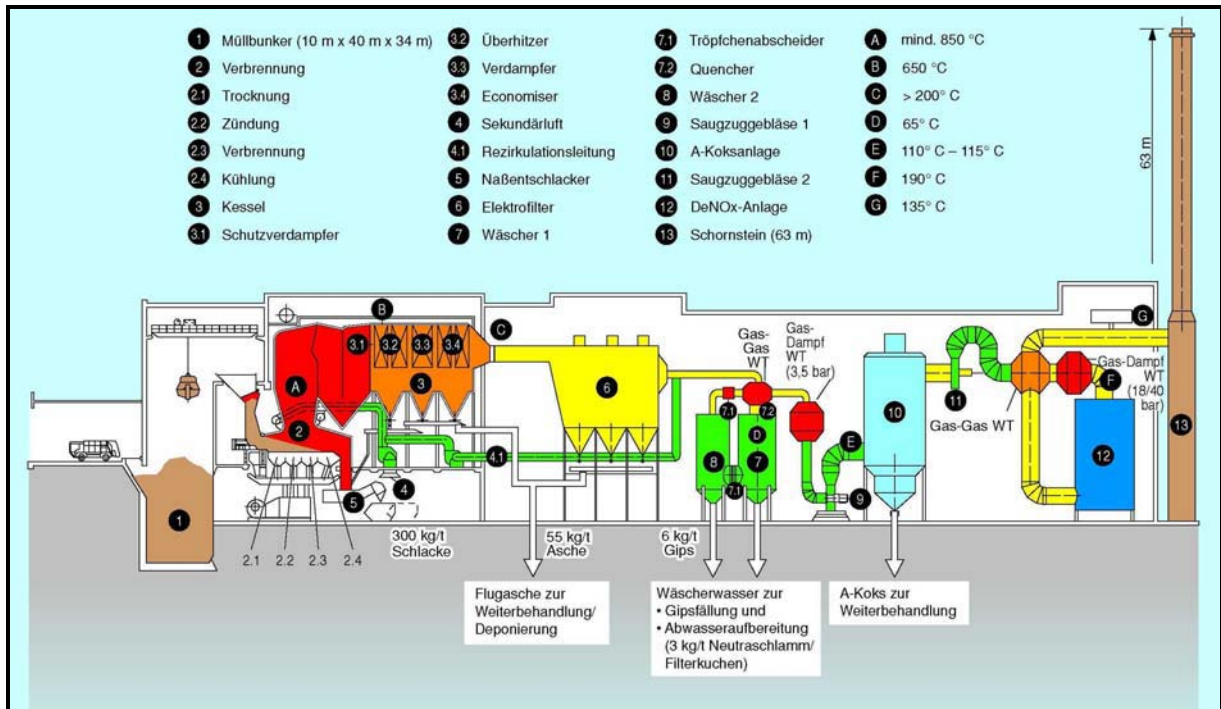 1 Müllbunker (10 m x 40 m x 34 m)
2 Verbrennung
2.1 Trocknung
2.2 Zündung
2.3 Verbrennung
2.4 Kühlung
3 Kessel
3.1 Schutzverdampfer
3.2 Überhitzer
3.3 Verdampfer
3.4 Economiser
4 Sekundärluft
4.1 Rezirkulationsleitung
5 Naßentschlacker
6 Elektrofilter
7 Wäscher 1
7.1 Tröpfchenabscheider
7.2 Quencher
8 Wäscher 2
9 Saugzuggebläse 1
10 A-Koksanlage
11 Saugzuggebläse 2
12 DeNOx-Anlage
13 Schornstein (63 m)
A mind. 850 °C
B 650 °C
C > 200° C
D 65° C
E 110° C – 115° C
F 190° C
G 135° C
63 m
B
C
G
3.1
3.2
3.3
3.4
A
3
2
6
Gas-
Gas
WT
Gas-
Dampf
WT
(3,5 bar)
7.1
7.2
D
8
7
7.1
E
9
10
11
Gas-Gas WT
Gas-Dampf
WT
(18/40
bar)
F
12
13
4.1
4
5
1
2.1
2.2
2.3
2.4
300 kg/t
Schlacke
55 kg/t
Asche
6 kg/t
Gips
Flugasche zur
Weiterbehandlung/
Deponierung
Wäscherwasser zur
• Gipsfällung und
• Abwasseraufbereitung
(3 kg/t Neutraschlamm/
Filterkuchen)
A-Koks zur
Weiterbehandlung